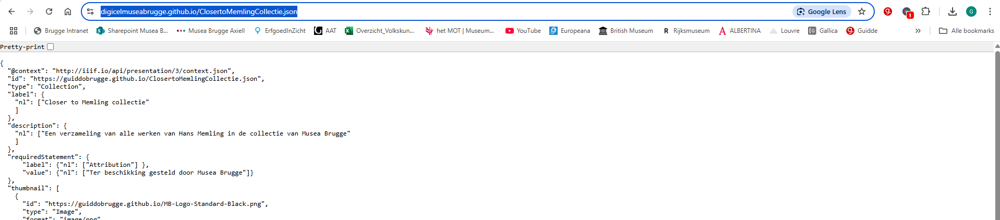 digicelmuseabrugge.github.io/ClosertoMemlingCollectie.json
Google Lens
g.
1
G
Brugge Intranet
Sharepoint Musea B...
Musea Brugge Axiell
ErfgoedInZicht
G AAT
Overzicht_Volkskun...
het MOT | Museum...
YouTube
Europeana
British Museum
R Rijksmuseum
A ALBERTINA
Louvre
Gallica
g. Guidde
»
All bookmarks
Pretty-print
{
"@context": "http://iiif.io/api/presentation/3/context.json",
"id": "https://guiddobrugge.github.io/ClosertoMemlingCollectie.json",
"type": "Collection",
"label": {
"nl": ["Closer to Memling collectie"
]
},
"description": {
"nl": ["Een verzameling van alle werken van Hans Memling in de collectie van Musea Brugge"
]
},
"requiredStatement": {
"label": {"nl": ["Attribution"] },
"value": {"nl": ["Ter beschikking gesteld door Musea Brugge"]}
},
"thumbnail": [
{
"id": "https://guiddobrugge.github.io/MB-Logo-Standard-Black.png",
"type": "Image",
"format": "image/png"